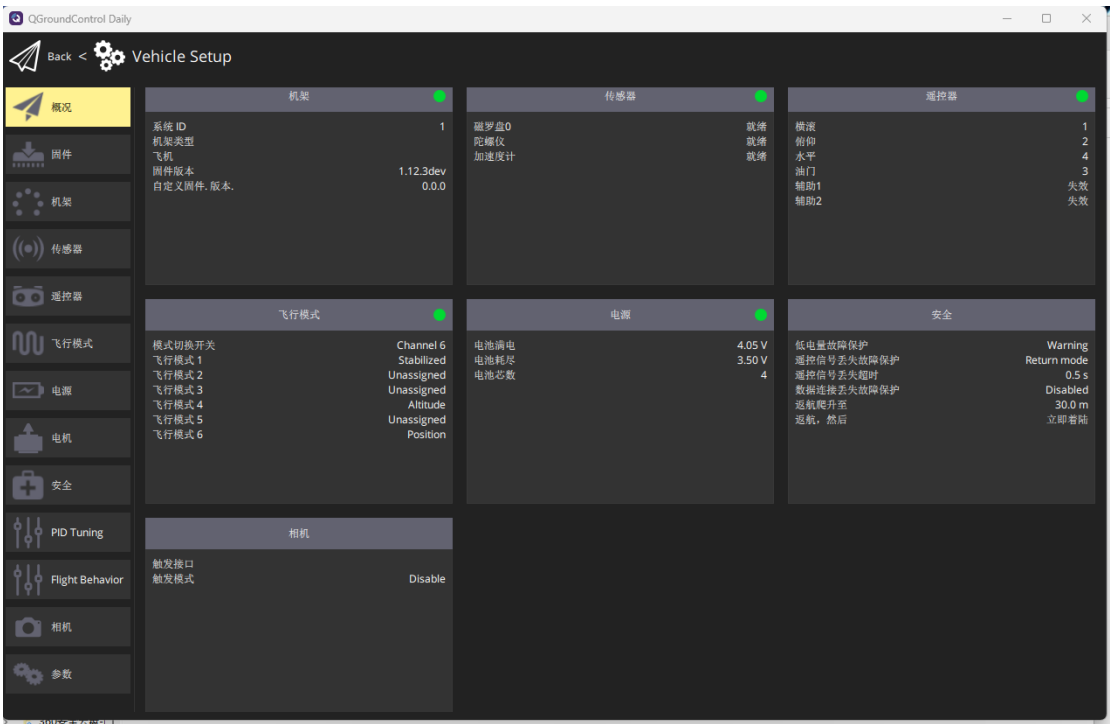 QGroundControl Daily
Back < Vehicle Setup
概况
固件
机架
传感器
遥控器
飞行模式
电源
电机
安全
PID Tuning
Flight Behavior
相机
参数
机架
系统 ID 1
机架类型
飞机
固件版本 1.12.3dev
自定义固件. 版本. 0.0.0
传感器
磁罗盘0 就绪
陀螺仪 就绪
加速度计 就绪
遥控器
横滚 1
俯仰 2
水平 4
油门 3
辅助1 失效
辅助2 失效
飞行模式
模式切换开关 Channel 6
飞行模式 1 Stabilized
飞行模式 2 Unassigned
飞行模式 3 Unassigned
飞行模式 4 Altitude
飞行模式 5 Unassigned
飞行模式 6 Position
电源
电池满电 4.05 V
电池耗尽 3.50 V
电池芯数 4
安全
低电量故障保护 Warning
遥控信号丢失故障保护 Return mode
遥控信号丢失超时 0.5 s
数据连接丢失故障保护 Disabled
返航爬升至 30.0 m
返航，然后 立即着陆
相机
触发接口
触发模式 Disable